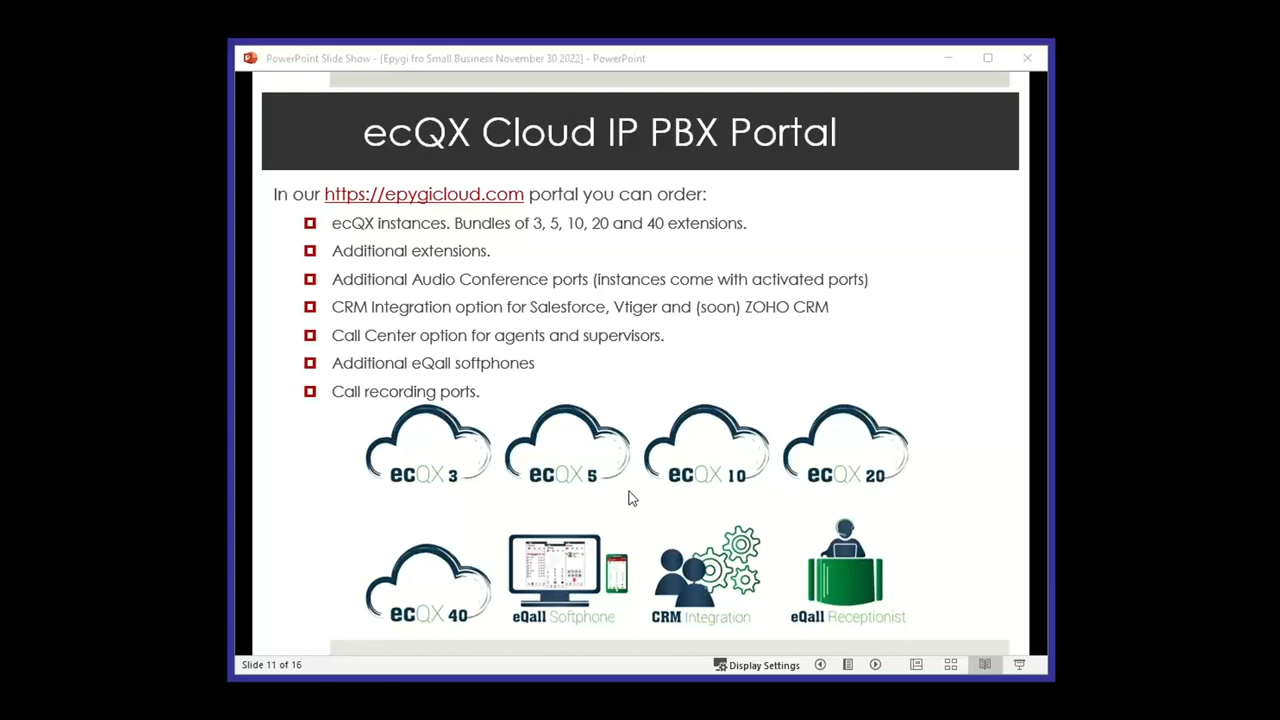 PowerPoint Slide Show - [Epygi fro Small Business November 30 2022] - PowerPoint
ecQX Cloud IP PBX Portal
In our https://epygicloud.com portal you can order:
ecQX instances. Bundles of 3, 5, 10, 20 and 40 extensions.
Additional extensions.
Additional Audio Conference ports (instances come with activated ports)
CRM Integration option for Salesforce, Vtiger and (soon) ZOHO CRM
Call Center option for agents and supervisors.
Additional eQall softphones
Call recording ports.
ecQX 3 ecQX 5 ecQX 10 ecQX 20
ecQX 40 eQall Softphone CRM Integration eQall Receptionist
Slide 11 of 16 Display Settings